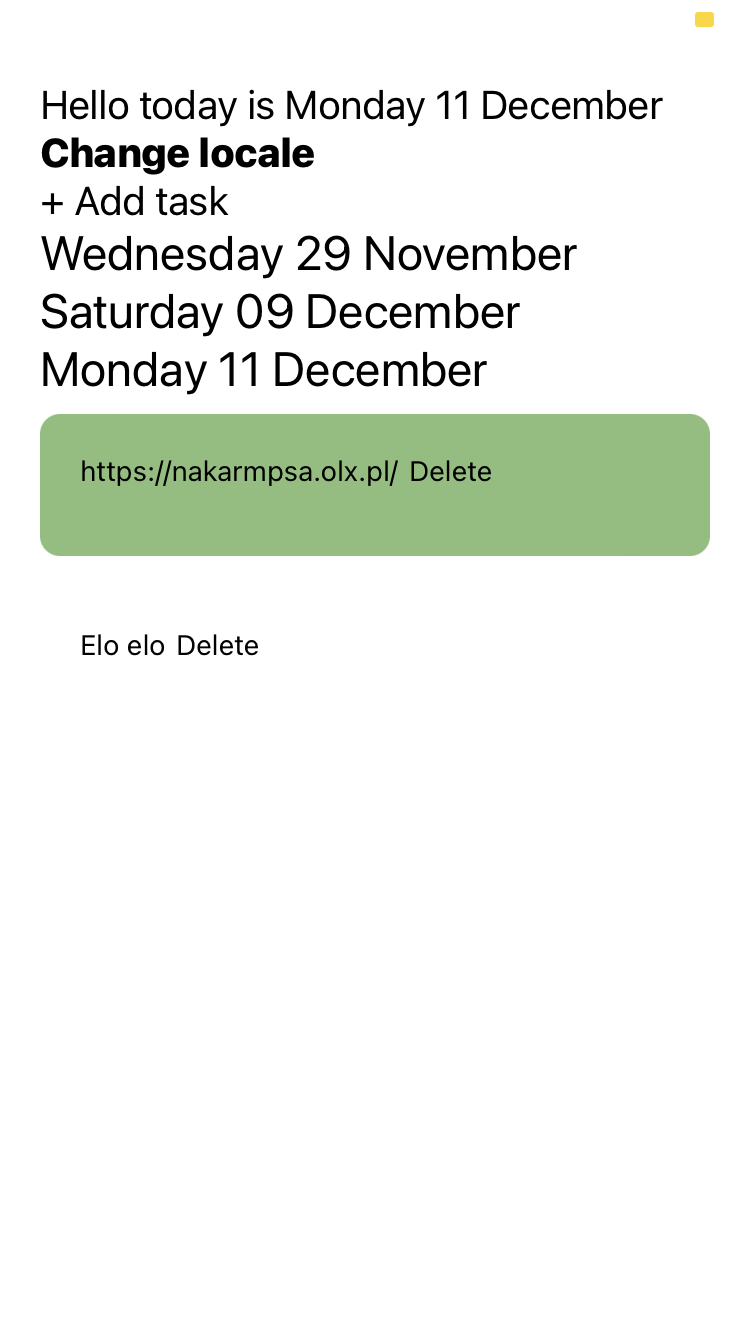 Hello today is Monday 11 December
Change locale
+ Add task
Wednesday 29 November
Saturday 09 December
Monday 11 December
https://nakarmpsa.olx.pl/ Delete
Elo elo Delete